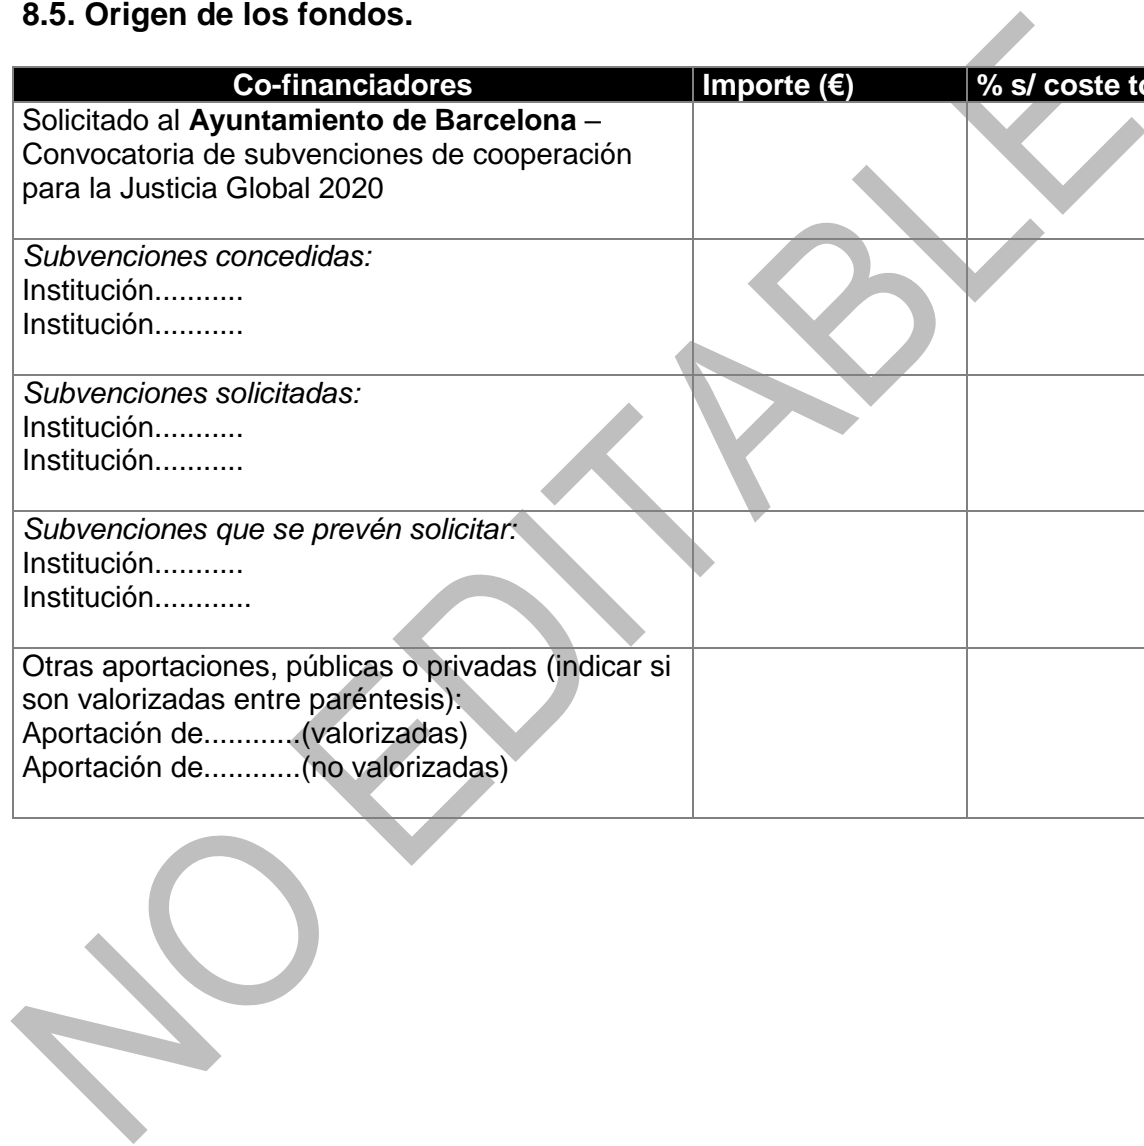 8.5. Origen de los fondos.
Co-financiadores Importe (€) % s/ coste
Solicitado al Ayuntamiento de Barcelona –
Convocatoria de subvenciones de cooperación
para la Justicia Global 2020
Subvenciones concedidas:
Institución...........
Institución...........
Subvenciones solicitadas:
Institución...........
Institución...........
Subvenciones que se prevén solicitar:
Institución...........
Institución............
Otras aportaciones, públicas o privadas (indicar si
son valorizadas entre paréntesis):
Aportación de............(valorizadas)
Aportación de............(no valorizadas)
NO EDITABLE